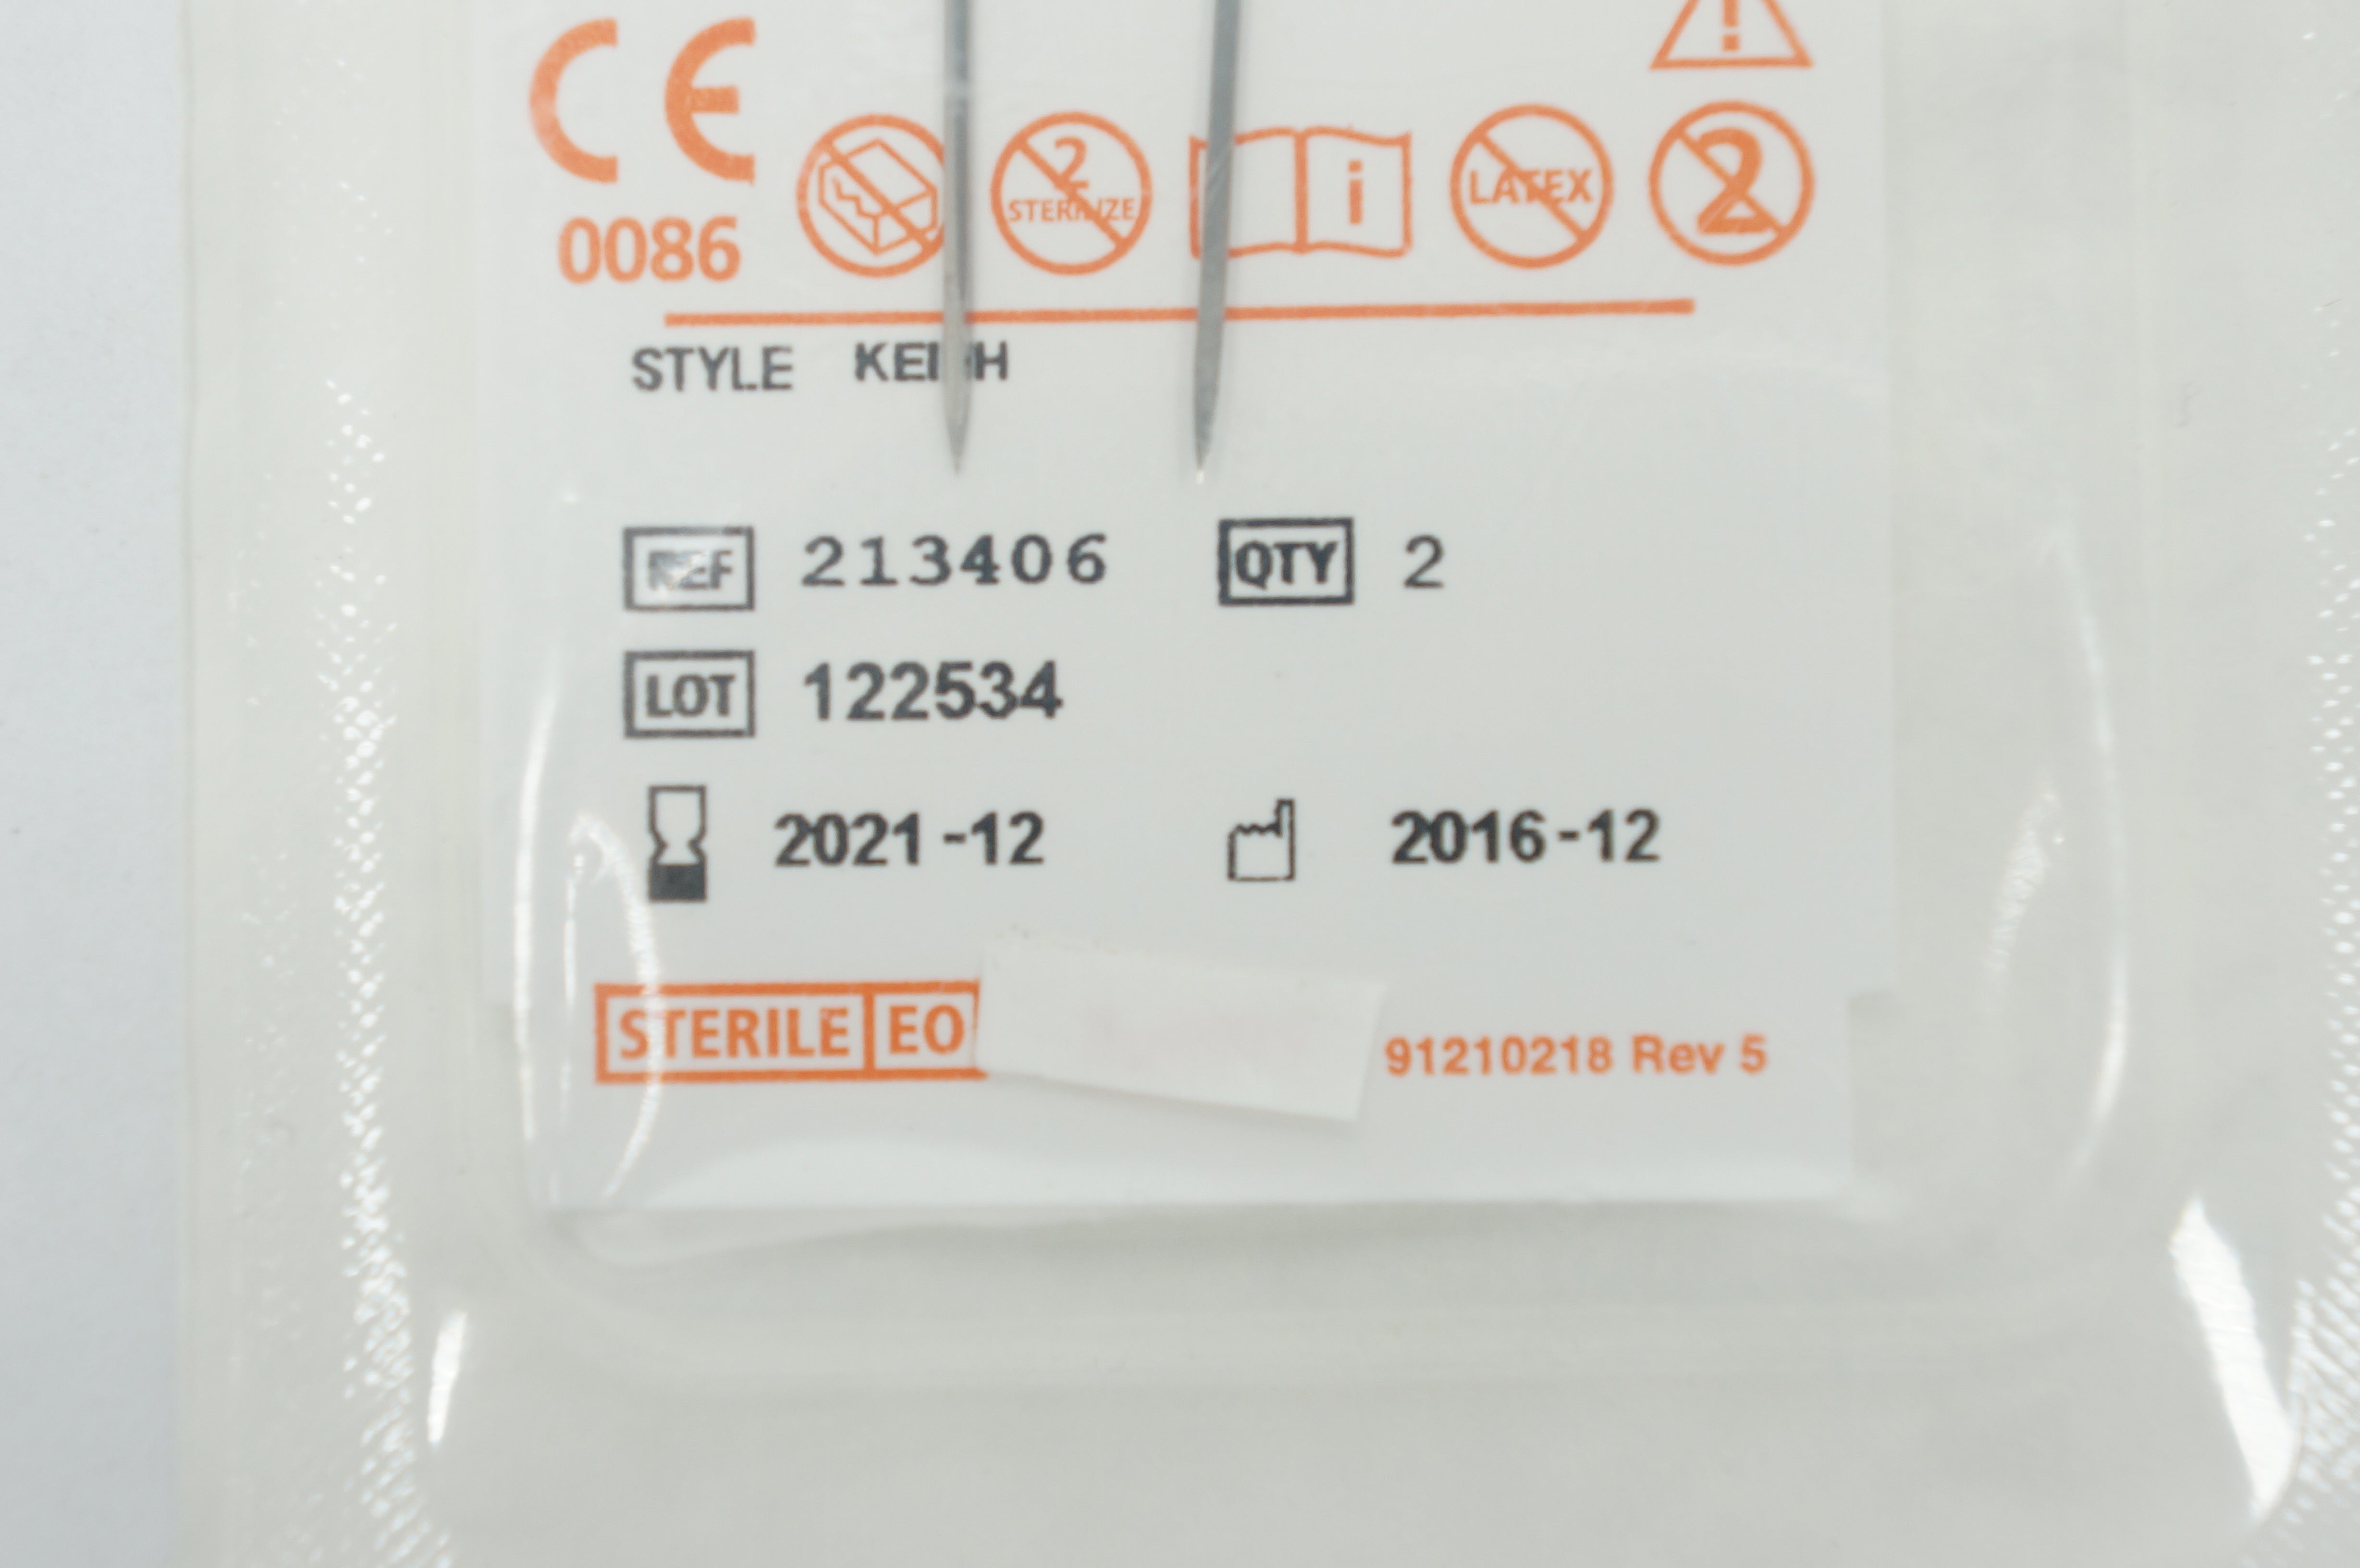 CE
0086
2
STERILIZE
i
LATEX
2
STYLE
REF 213406 QTY 2
LOT 122534
2021-12 2016-12
STERILE EO
91210218 Rev 5